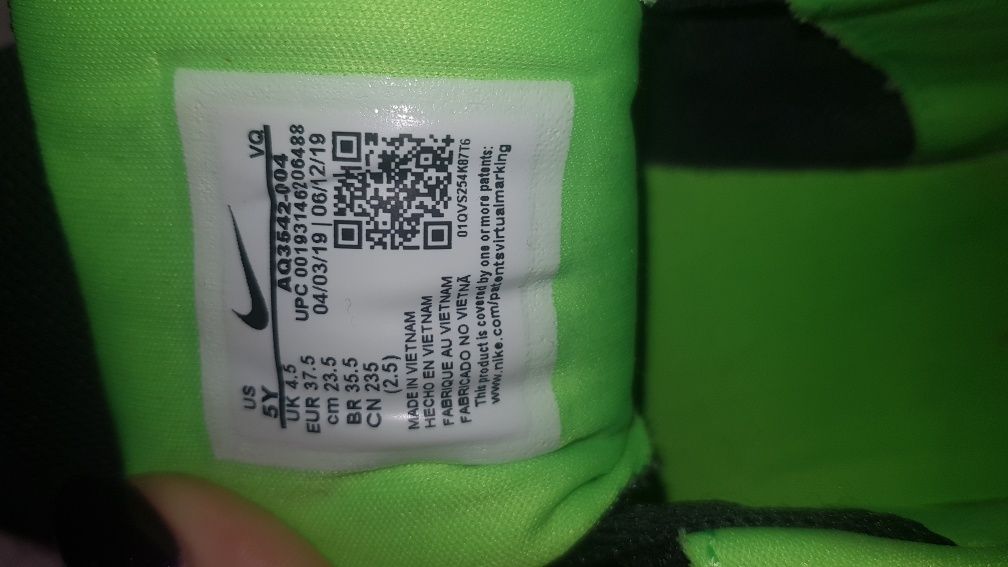 US VQ
5Y AQ3542-004
UK 4.5 UPC 00193146206488
EUR 37.5 04/03/19 | 06/12/19
cm 23.5
BR 35.5
CN 235
(2.5)
01QVS254K87T6
MADE IN VIETNAM
HECHO EN VIETNAM
FABRIQUE AU VIETNAM
FABRICADO NO VIETNÃ
This product is covered by one or more patents:
www.nike.com/patentsvirtualmarking